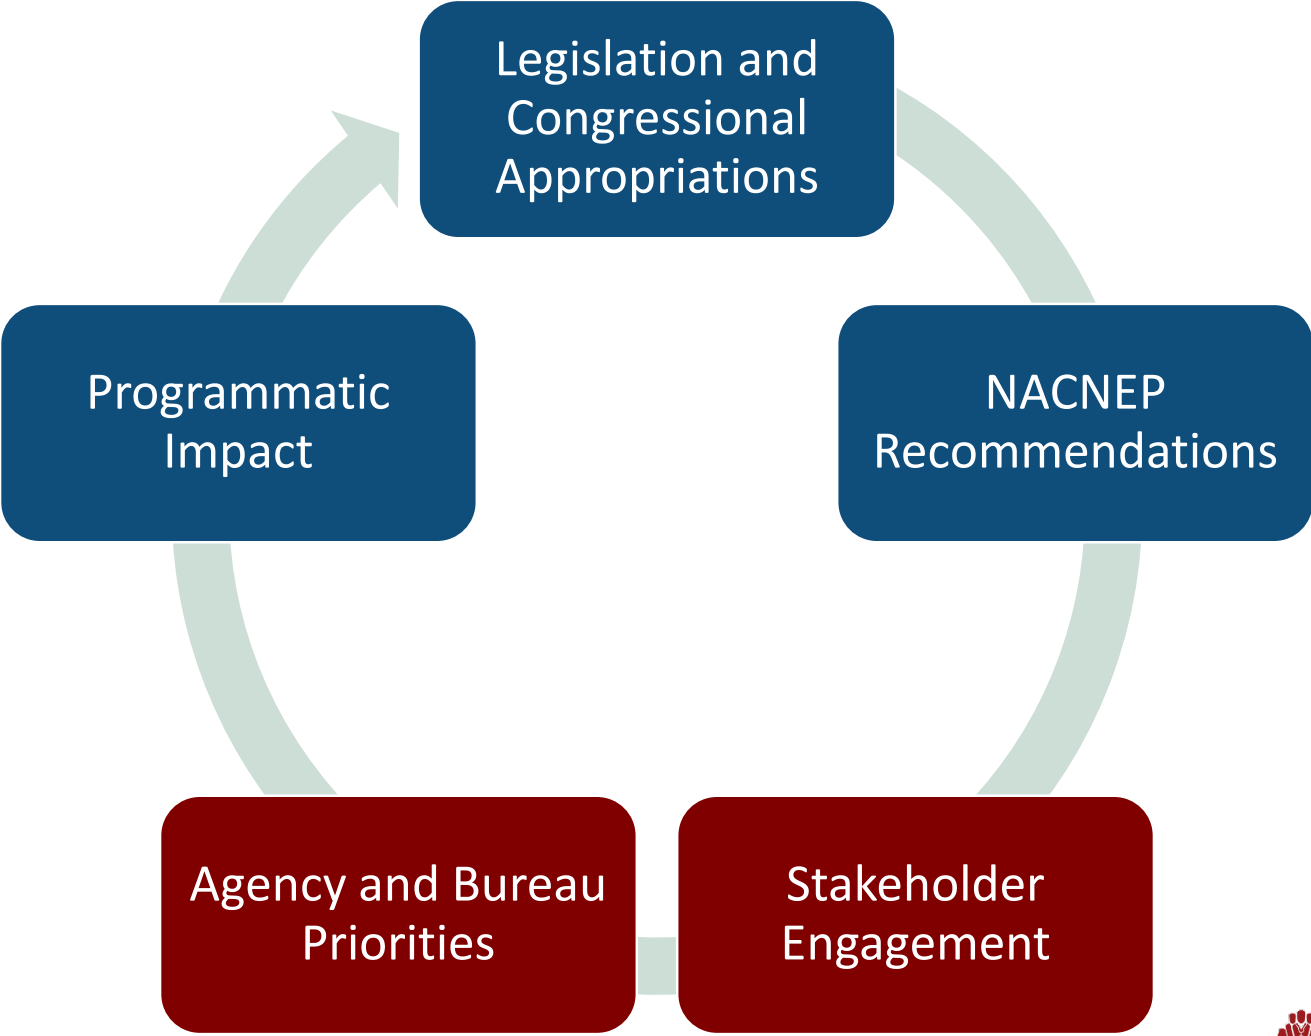 Legislation and
Congressional
Appropriations
Programmatic
Impact
NACNEP
Recommendations
Agency and Bureau
Priorities
Stakeholder
Engagement